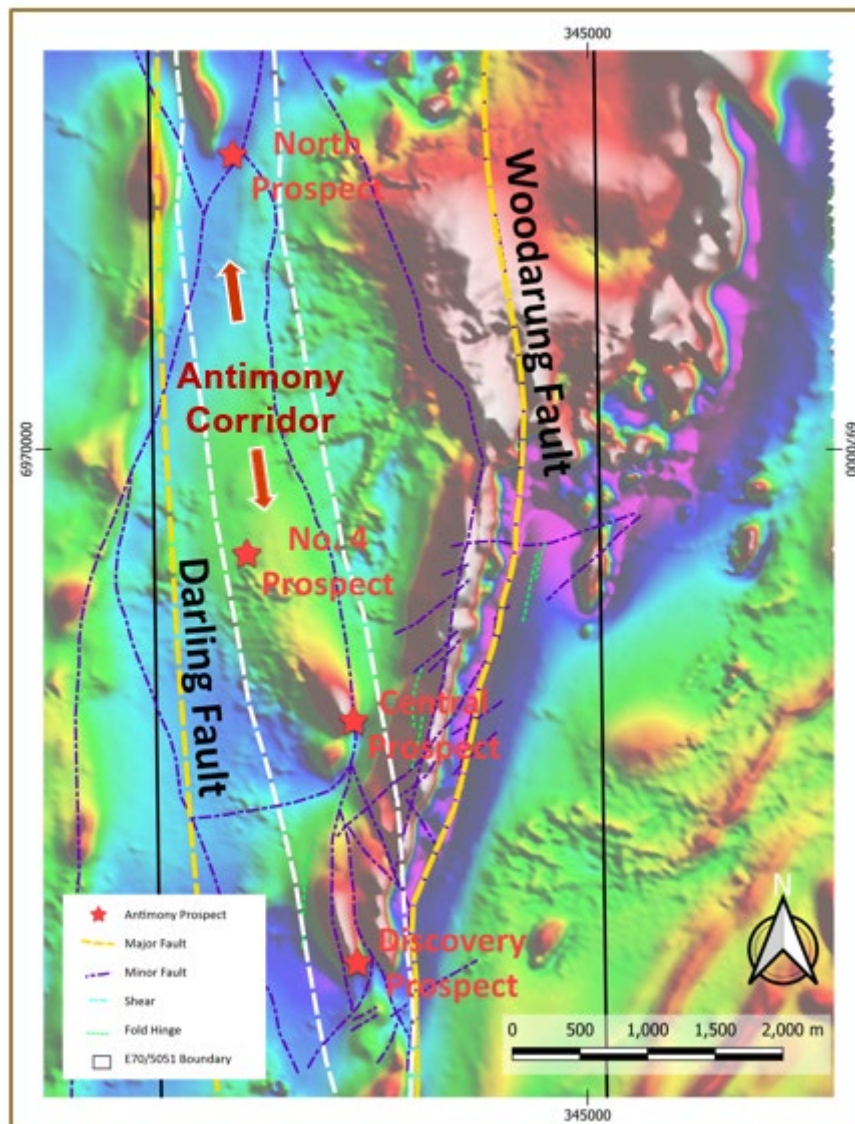 345000
North
Prospect
Woodarung Fault
Antimony
Corridor
6970000
6970000
No. 4
Prospect
Darling Fault
Central
Prospect
Discovery
Prospect
Antimony Prospect
Major Fault
Minor Fault
Shear
Fold Hinge
E70/5051 Boundary
N
0 500 1,000 1,500 2,000 m
345000